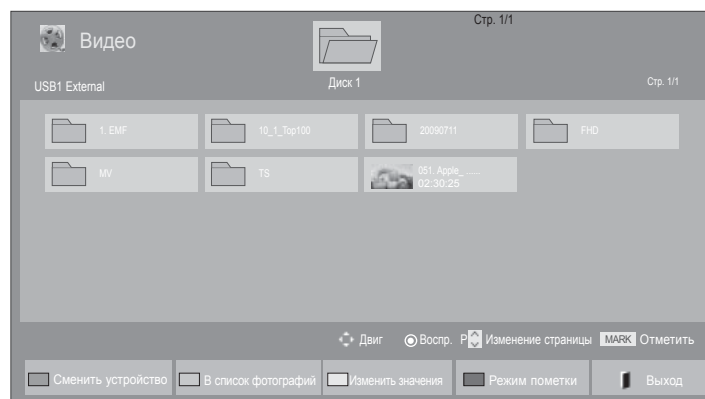 Стр. 1/1
Видео
USB1 External
Диск 1
Стр. 1/1
1. EMF
10_1_Top100
20090711
FHD
MV
TS
051. Apple_ ......
02:30:25
Двиг
Воспр.
P
Изменение страницы
MARK
Отметить
Сменить устройство
В список фотографий
Изменить значения
Режим пометки
Выход